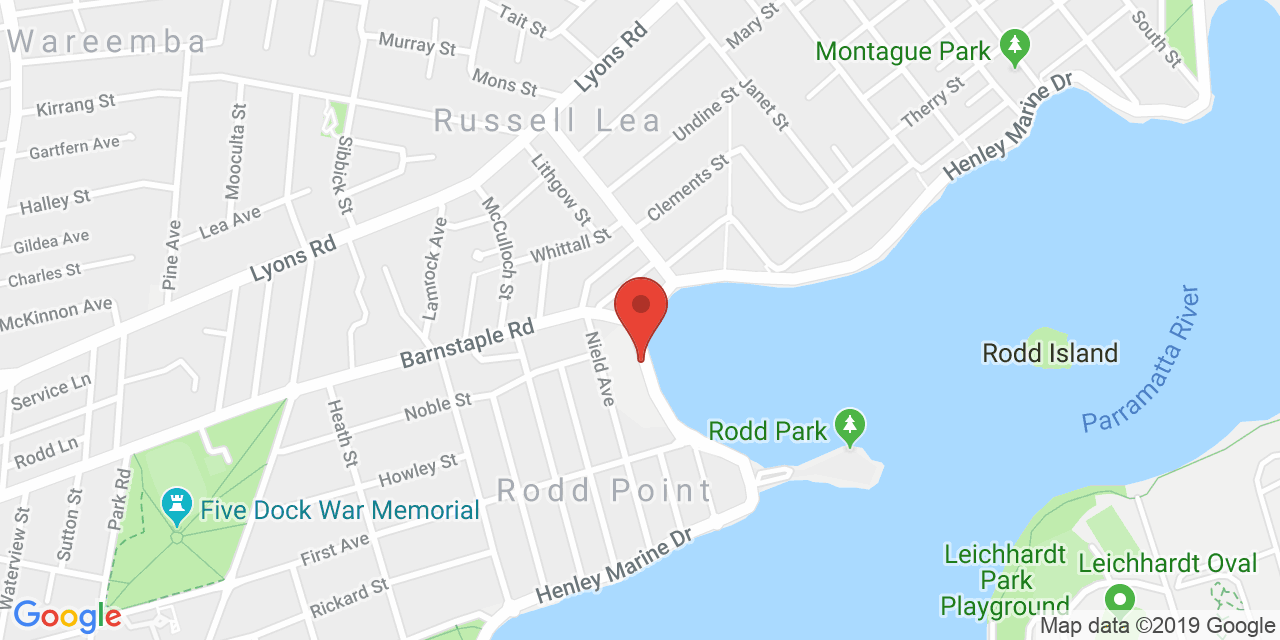 Wareemba
Tait St
Murray St
Lyons Rd
Mary St
Montague Park
South St
Mons St
Kirrang St
Russell Lea
Undine St
Janet St
Therry St
Henley Marine Dr
Gartfern Ave
Mooculta St
Sibbick St
Lithgow St
Clements St
Halley St
Lea Ave
McCulloch St
Whittall St
Gildea Ave
Pine Ave
Lyons Rd
Lamrock Ave
Charles St
McKinnon Ave
Barnstaple Rd
Nield Ave
Rodd Island
Parramatta River
Service Ln
Noble St
Heath St
Rodd Park
Rodd Ln
Howley St
Rodd Point
Park Rd
Sutton St
Waterview St
Five Dock War Memorial
First Ave
Henley Marine Dr
Rickard St
Leichhardt
Park
Playground
Leichhardt Oval
Google
Map data ©2019 Google